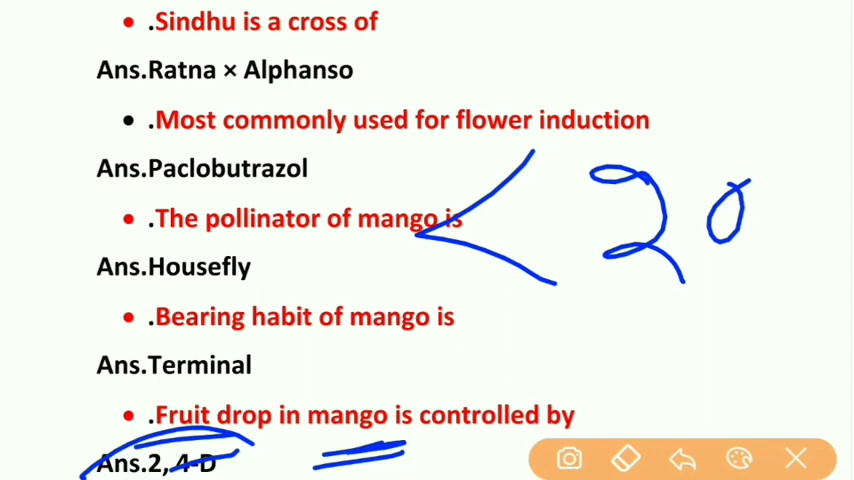 .Sindhu is a cross of
Ans.Ratna × Alphanso
.Most commonly used for flower induction
Ans.Paclobutrazol
.The pollinator of mango is
< 20
Ans.Housefly
.Bearing habit of mango is
Ans.Terminal
.Fruit drop in mango is controlled by
Ans.2, 4-D